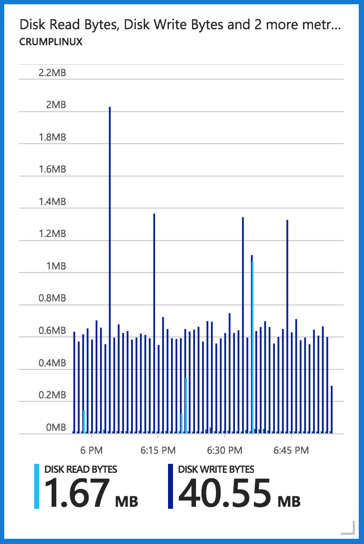 Disk Read Bytes, Disk Write Bytes and 2 more metr...
CRUMPLINUX
2.2MB
2MB
1.8MB
1.6MB
1.4MB
1.2MB
1MB
0.8MB
0.6MB
0.4MB
0.2MB
0MB
6 PM 6:15 PM 6:30 PM 6:45 PM
DISK READ BYTES DISK WRITE BYTES
1.67 MB 40.55 MB